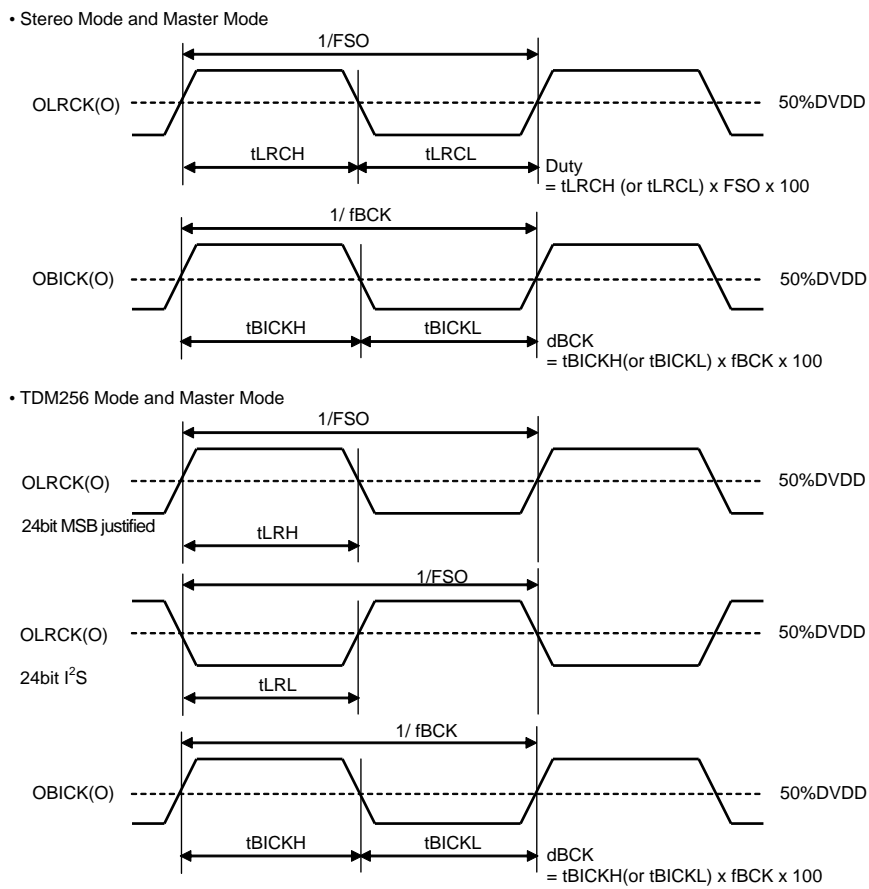 • Stereo Mode and Master Mode
1/FSO
OLRCK(O)
50%DVDD
tLRCH
tLRCL
Duty
= tLRCH (or tLRCL) x FSO x 100
1/ fBCK
OBICK(O)
50%DVDD
tBICKH
tBICKL
dBCK
= tBICKH(or tBICKL) x fBCK x 100
• TDM256 Mode and Master Mode
1/FSO
OLRCK(O)
50%DVDD
24bit MSB justified
tLRH
1/FSO
OLRCK(O)
50%DVDD
24bit I²S
tLRL
1/ fBCK
OBICK(O)
50%DVDD
tBICKH
tBICKL
dBCK
= tBICKH(or tBICKL) x fBCK x 100